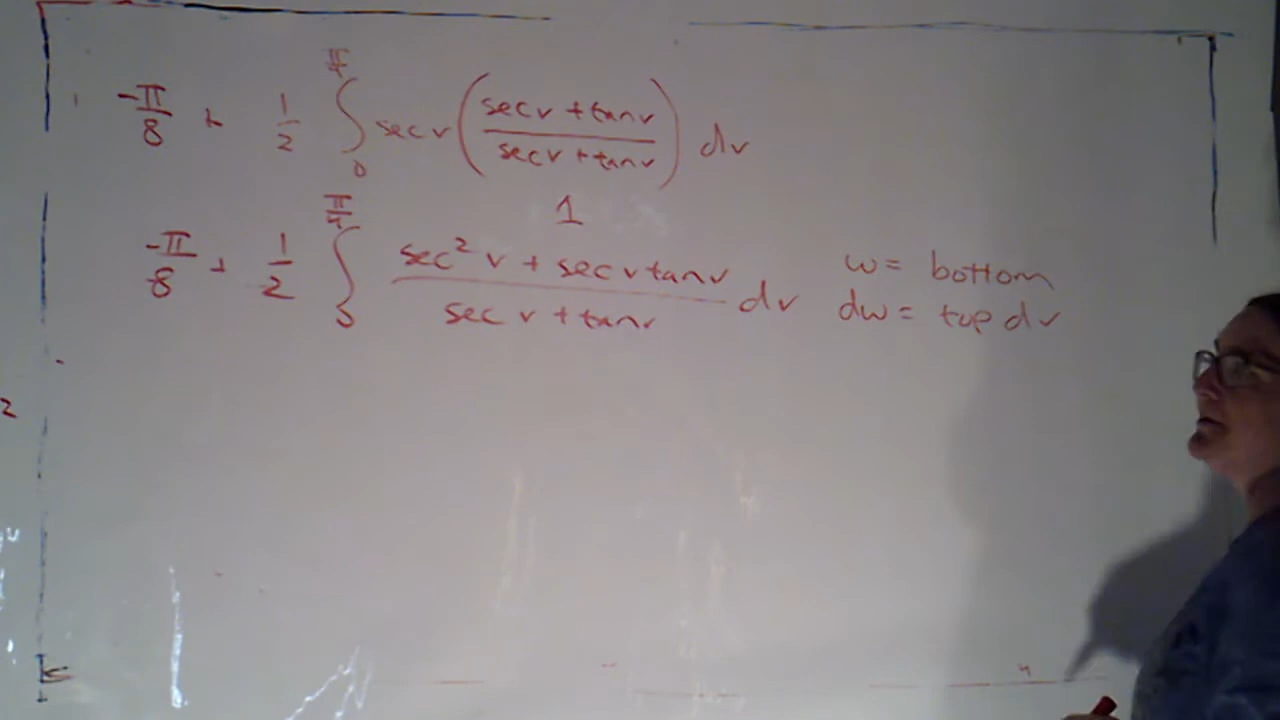 -π/8 + 1/2 ∫₀^{π/4} sec v ( (sec v + tan v)/(sec v + tan v) ) dv
1
-π/8 + 1/2 ∫₀^{π/4} (sec² v + sec v tan v)/(sec v + tan v) dv
w = bottom
dw = top dv
2